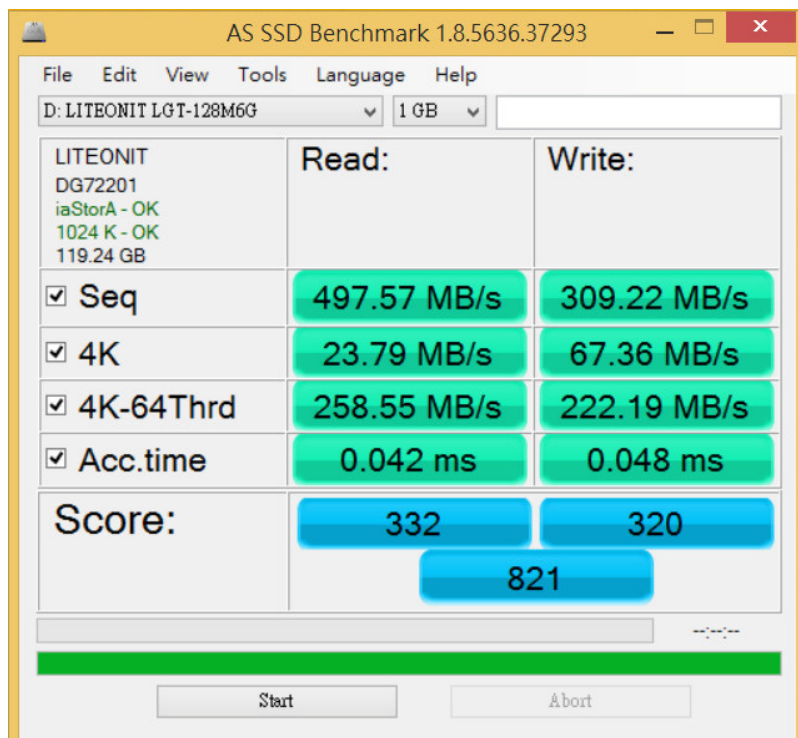 AS SSD Benchmark 1.8.5636.37293
File Edit View Tools Language Help
D: LITEONIT LGT-128M6G 1 GB
LITEONIT
DG72201
iaStorA - OK
1024 K - OK
119.24 GB
Read: Write:
Seq 497.57 MB/s 309.22 MB/s
4K 23.79 MB/s 67.36 MB/s
4K-64Thrd 258.55 MB/s 222.19 MB/s
Acc.time 0.042 ms 0.048 ms
Score: 332 320
821
--:--:--
Start Abort